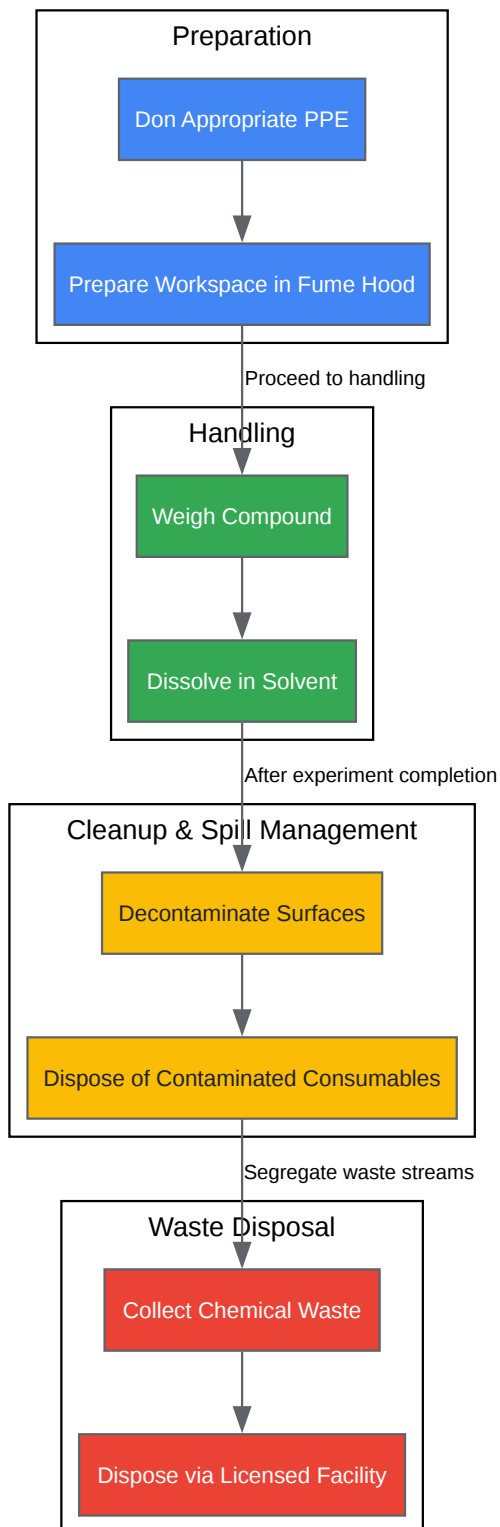 Preparation
Don Appropriate PPE
Prepare Workspace in Fume Hood
Proceed to handling
Handling
Weigh Compound
Dissolve in Solvent
After experiment completion
Cleanup & Spill Management
Decontaminate Surfaces
Dispose of Contaminated Consumables
Segregate waste streams
Waste Disposal
Collect Chemical Waste
Dispose via Licensed Facility